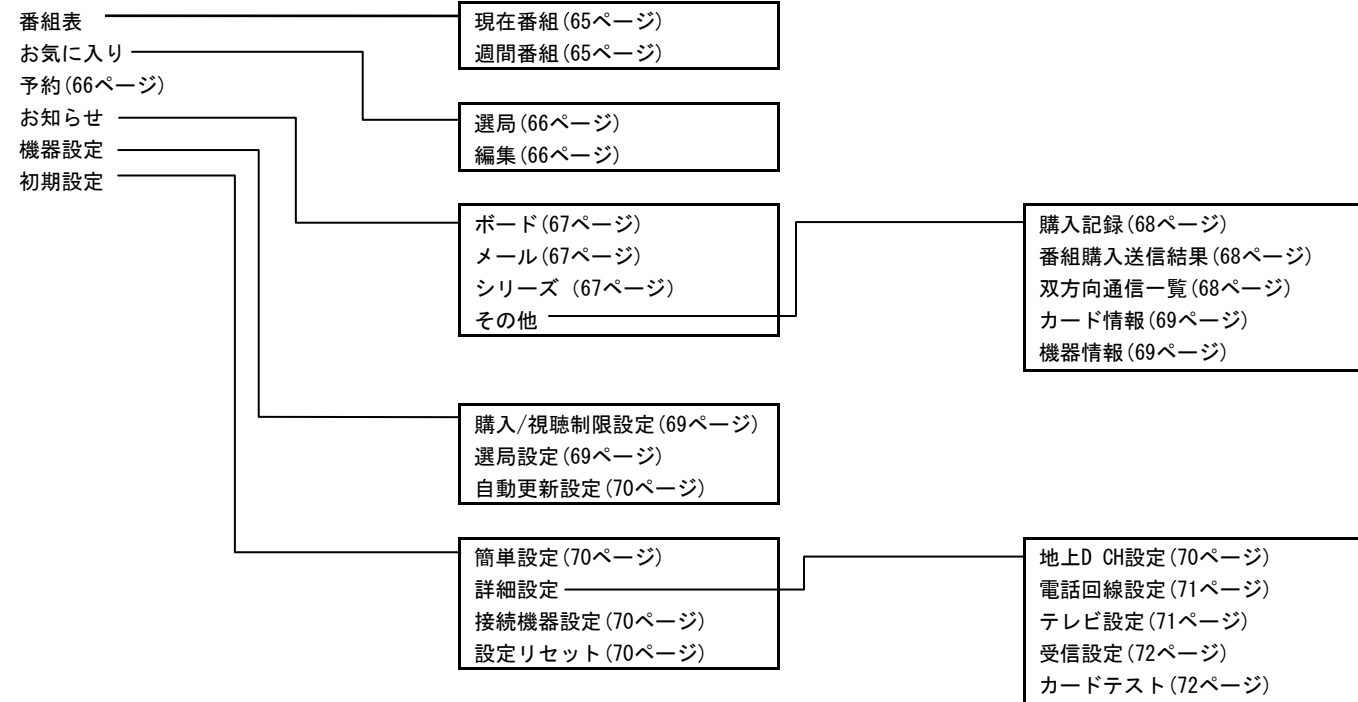 番組表
お気に入り
予約(66ページ)
お知らせ
機器設定
初期設定
現在番組(65ページ)
週間番組(65ページ)
選局(66ページ)
編集(66ページ)
ボード(67ページ)
メール(67ページ)
シリーズ (67ページ)
その他
購入記録(68ページ)
番組購入送信結果(68ページ)
双方向通信一覧(68ページ)
カード情報(69ページ)
機器情報(69ページ)
購入/視聴制限設定(69ページ)
選局設定(69ページ)
自動更新設定(70ページ)
簡単設定(70ページ)
詳細設定
接続機器設定(70ページ)
設定リセット(70ページ)
地上D CH設定(70ページ)
電話回線設定(71ページ)
テレビ設定(71ページ)
受信設定(72ページ)
カードテスト(72ページ)